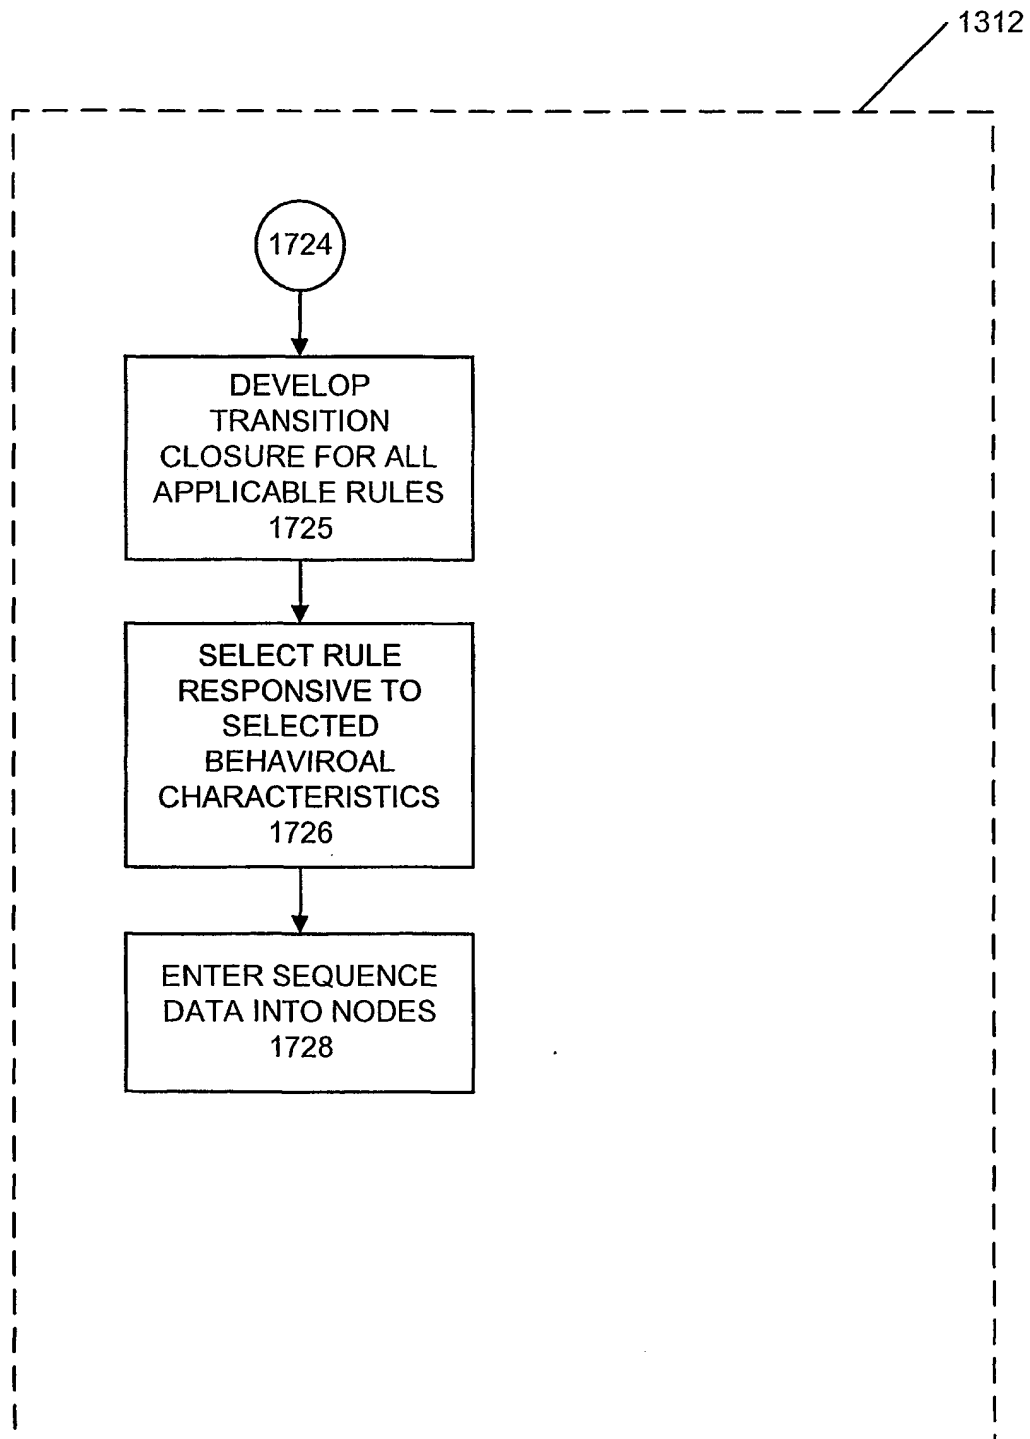 1312
1724
DEVELOP
TRANSITION
CLOSURE FOR ALL
APPLICABLE RULES
1725
SELECT RULE
RESPONSIVE TO
SELECTED
BEHAVIROAL
CHARACTERISTICS
1726
ENTER SEQUENCE
DATA INTO NODES
1728